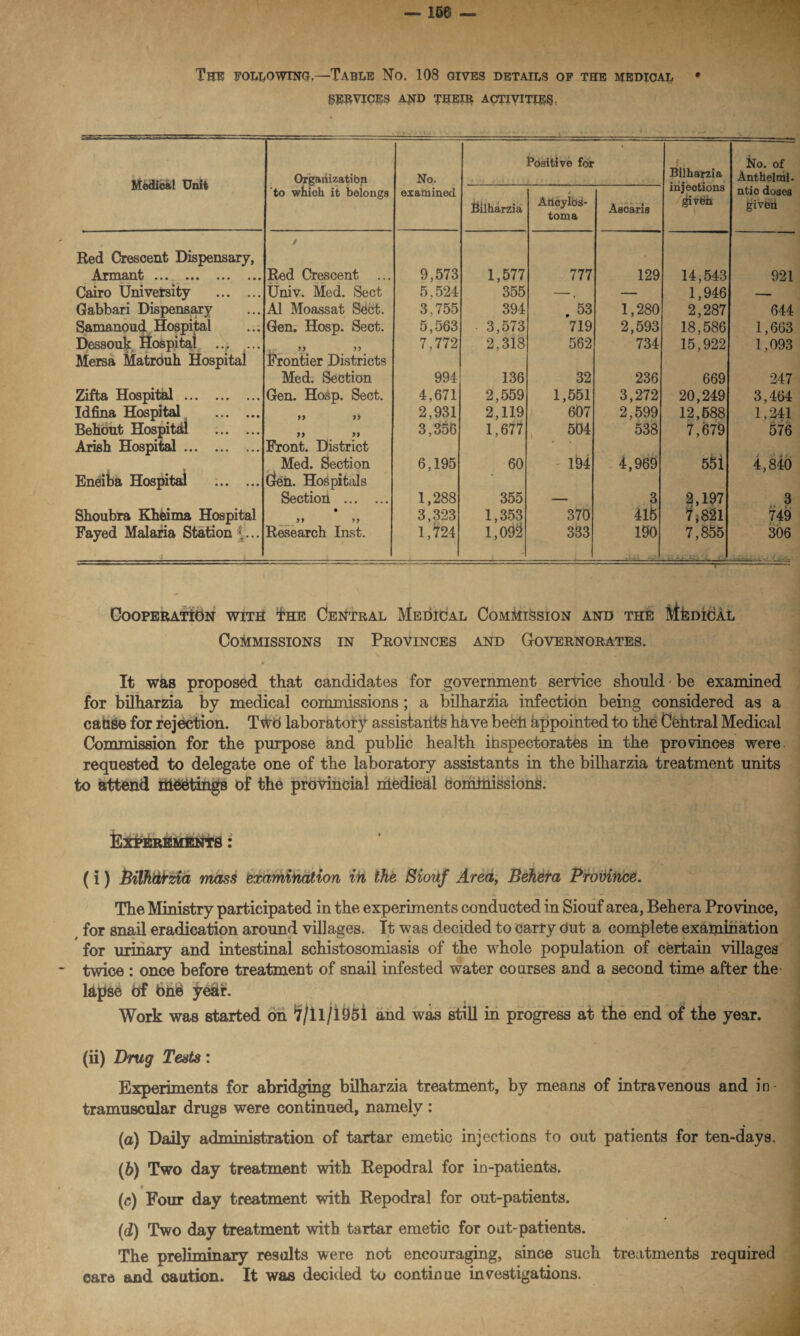 — 156 —
THE FOLLOWING.—TABLE No. 108 GIVES DETAILS OF THE MEDICAL
SERVICES AND THEIR ACTIVITIES.
Medical Unit | Organization to which it belongs | No. examined | Positive for Bilharzia | Ancylos-toma | Ascaris | Bilharzia injections given | No. of Anthelmi-ntic doses given
Red Crescent Dispensary,
Armant ... ... ... ... | Red Crescent ... | 9,573 | 1,577 | 777 | 129 | 14,543 | 921
Cairo University ... ... | Univ. Med. Sect | 5,524 | 355 | — | — | 1,946 | —
Gabbari Dispensary ... | Al Moassat Sect. | 3,755 | 394 | 53 | 1,280 | 2,287 | 644
Samanoud Hospital ... | Gen. Hosp. Sect. | 5,563 | 3,573 | 719 | 2,593 | 18,586 | 1,663
Dessouk Hospital ... ... | „ „ | 7,772 | 2,318 | 562 | 734 | 15,922 | 1,093
Mersa Matrouh Hospital | Frontier Districts
Med. Section | 994 | 136 | 32 | 236 | 669 | 247
Zifta Hospital ... ... ... | Gen. Hosp. Sect. | 4,671 | 2,559 | 1,551 | 3,272 | 20,249 | 3,464
Idfina Hospital ... ... | „ „ | 2,931 | 2,119 | 607 | 2,599 | 12,588 | 1,241
Behout Hospital ... ... | „ „ | 3,356 | 1,677 | 504 | 538 | 7,679 | 576
Arish Hospital ... ... ... | Front. District
Med. Section | 6,195 | 60 | 194 | 4,969 | 551 | 4,840
Eneiba Hospital ... ... | Gen. Hospitals
Section ... ... | 1,288 | 355 | — | 3 | 2,197 | 3
Shoubra Kheima Hospital | „ „ | 3,323 | 1,353 | 370 | 415 | 7,821 | 749
Fayed Malaria Station ... | Research Inst. | 1,724 | 1,092 | 333 | 190 | 7,855 | 306
COOPERATION WITH THE CENTRAL MEDICAL COMMISSION AND THE MEDICAL
COMMISSIONS IN PROVINCES AND GOVERNORATES.
It was proposed that candidates for government service should be examined
for bilharzia by medical commissions; a bilharzia infection being considered as a
cause for rejection. Two laboratory assistants have been appointed to the Central Medical
Commission for the purpose and public health inspectorates in the provinces were
requested to delegate one of the laboratory assistants in the bilharzia treatment units
to attend meetings of the provincial medical commissions.
EXPEREMENTS :
(i) Bilharzia mass examination in the Siouf Area, Behera Province.
The Ministry participated in the experiments conducted in Siouf area, Behera Province,
for snail eradication around villages. It was decided to carry out a complete examination
for urinary and intestinal schistosomiasis of the whole population of certain villages
twice : once before treatment of snail infested water courses and a second time after the
lapse of one year.
Work was started on 7/11/1951 and was still in progress at the end of the year.
(ii) Drug Tests :
Experiments for abridging bilharzia treatment, by means of intravenous and in-
tramuscular drugs were continued, namely :
(a) Daily administration of tartar emetic injections to out patients for ten-days.
(b) Two day treatment with Repodral for in-patients.
(c) Four day treatment with Repodral for out-patients.
(d) Two day treatment with tartar emetic for out-patients.
The preliminary results were not encouraging, since such treatments required
care and caution. It was decided to continue investigations.